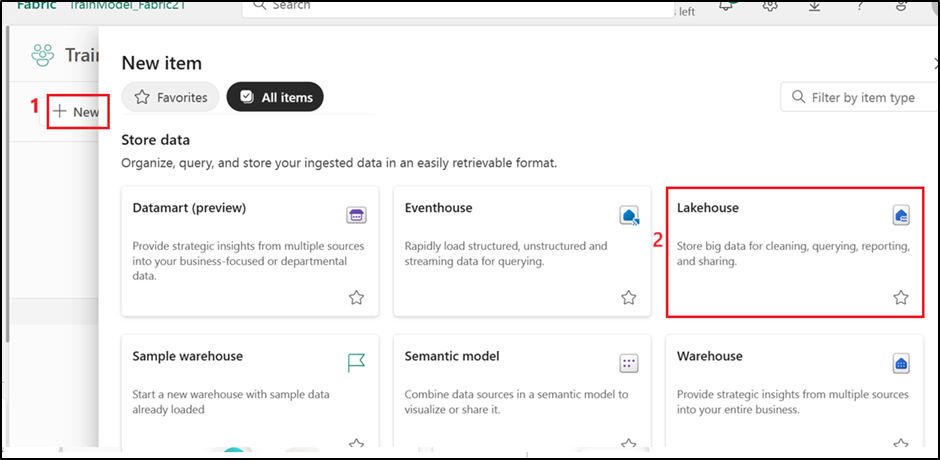 Fabric TrainModel_Fabric21
Search
left
?
Train
1
+ New
New item
Favorites
All items
Filter by item type
Store data
Organize, query, and store your ingested data in an easily retrievable format.
Datamart (preview)
Provide strategic insights from multiple sources
into your business-focused or departmental
data.
Eventhouse
Rapidly load structured, unstructured and
streaming data for querying.
2
Lakehouse
Store big data for cleaning, querying, reporting,
and sharing.
Sample warehouse
Start a new warehouse with sample data
already loaded
Semantic model
Combine data sources in a semantic model to
visualize or share it.
Warehouse
Provide strategic insights from multiple sources
into your entire business.